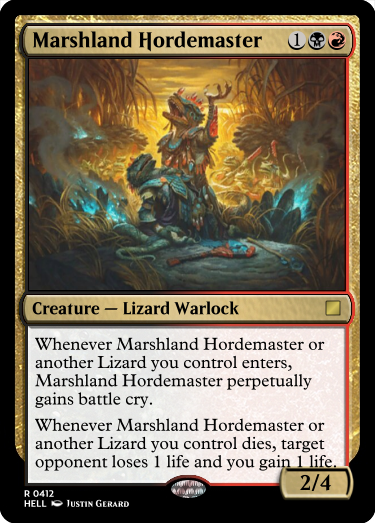 Marshland Hordemaster 1
Creature — Lizard Warlock
Whenever Marshland Hordemaster or
another Lizard you control enters,
Marshland Hordemaster perpetually
gains battle cry.
Whenever Marshland Hordemaster or
another Lizard you control dies, target
opponent loses 1 life and you gain 1 life.
2/4
R 0412
HELL Justin Gerard